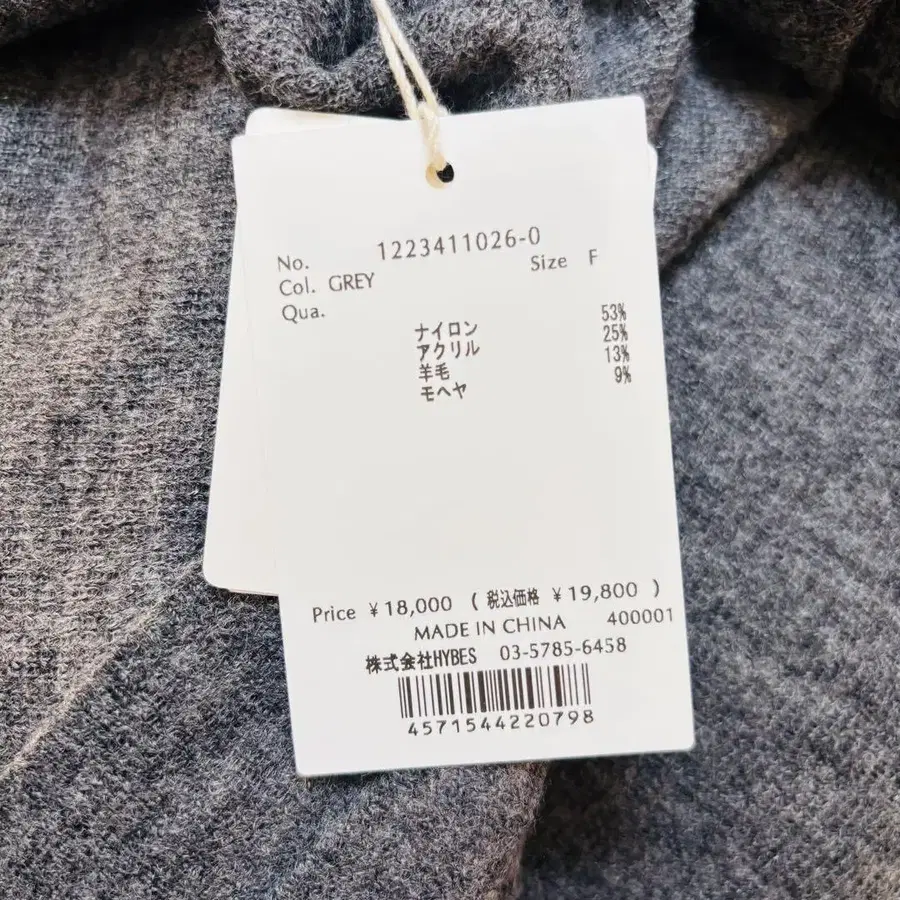 No. 1223411026-0
Col. GREY Size F
Qua.
ナイロン 53%
アクリル 25%
羊毛 13%
モヘヤ 9%
Price ¥18,000 ( 税込価格 ¥19,800 )
MADE IN CHINA 400001
株式会社HYBES 03-5785-6458
4571544220798